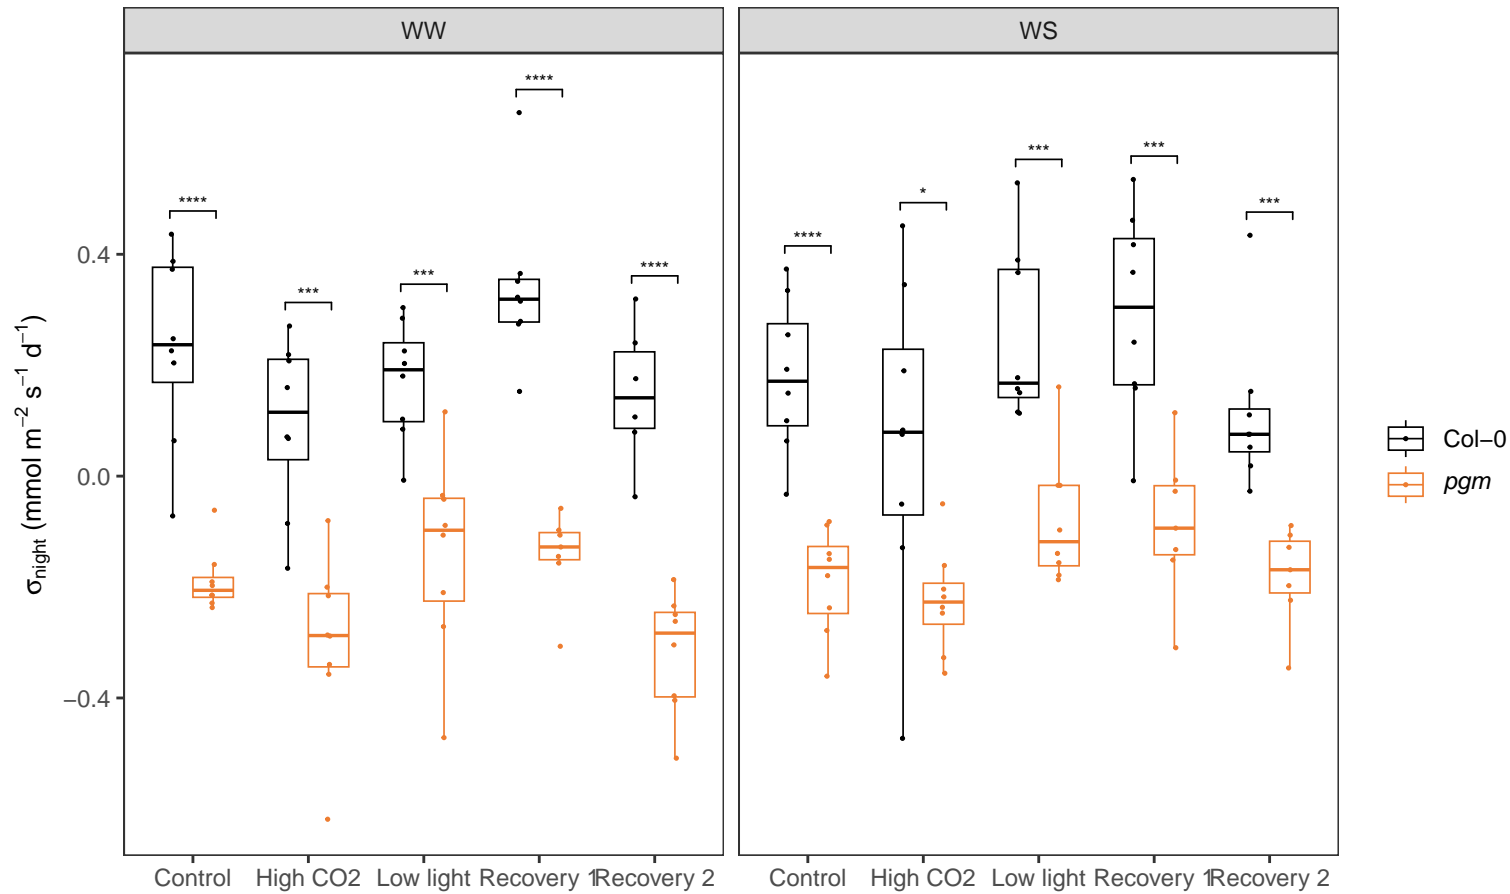 WW WS
****
*** *** ***
****
*
*** *** **** *** ****
****
0.4
0.0
−0.4
σnight (mmol m−2 s−1 d−1)
Control High CO2 Low light Recovery 1 Recovery 2 Control High CO2 Low light Recovery 1 Recovery 2
Col−0
pgm